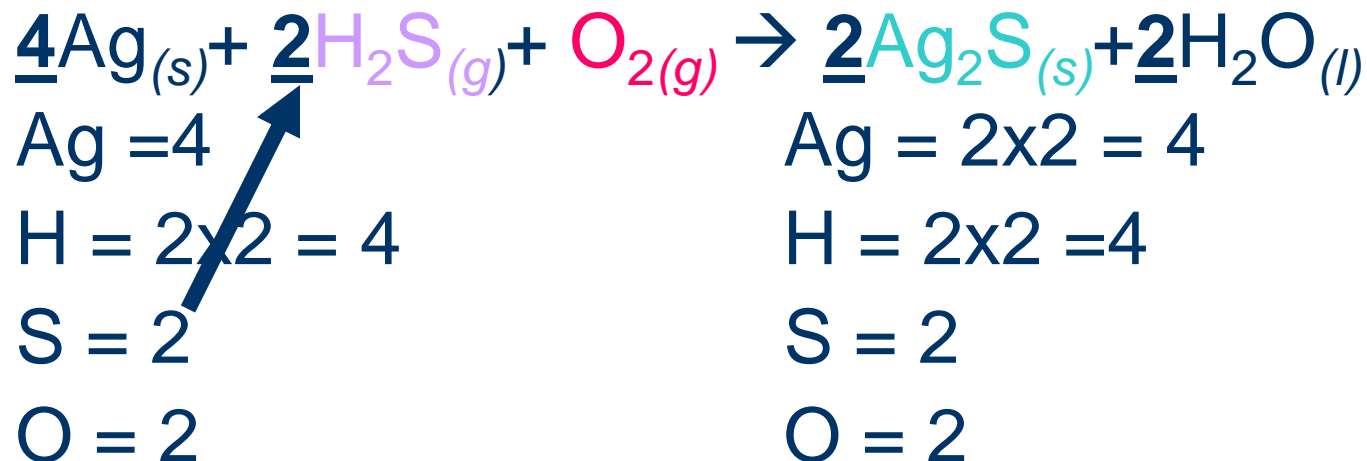 4Ag(s)+ 2H₂S(g)+ O₂(g) → 2Ag₂S(s)+2H₂O(l)
Ag =4 Ag = 2x2 = 4
H = 2x2 = 4 H = 2x2 =4
S = 2 S = 2
O = 2 O = 2